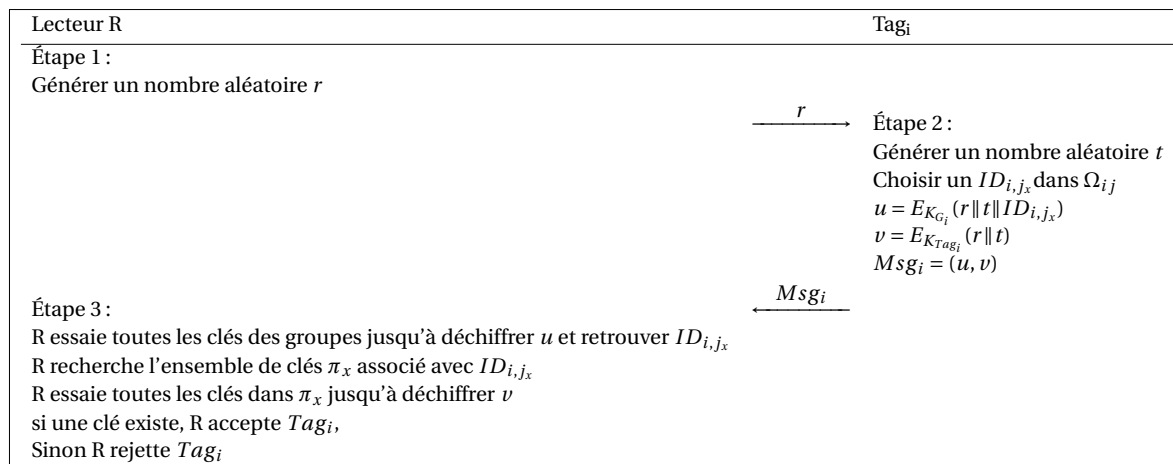 Lecteur R Tag_i
Étape 1 :
Générer un nombre aléatoire r
r
Étape 2 :
Générer un nombre aléatoire t
Choisir un ID_{i,j_x} dans Ω_{ij}
u = E_{K_{G_i}}(r‖t‖ID_{i,j_x})
v = E_{K_{Tag_i}}(r‖t)
Msg_i = (u, v)
Msg_i
Étape 3 :
R essaie toutes les clés des groupes jusqu'à déchiffrer u et retrouver ID_{i,j_x}
R recherche l'ensemble de clés π_x associé avec ID_{i,j_x}
R essaie toutes les clés dans π_x jusqu'à déchiffrer v
si une clé existe, R accepte Tag_i,
Sinon R rejette Tag_i